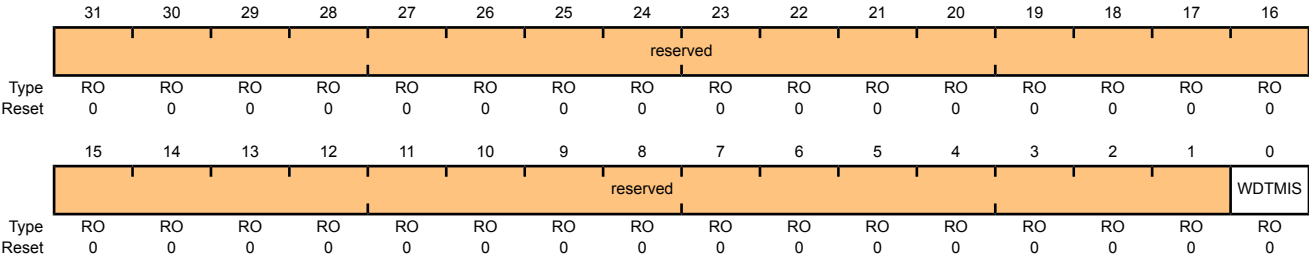 31 30 29 28 27 26 25 24 23 22 21 20 19 18 17 16
reserved
Type RO RO RO RO RO RO RO RO RO RO RO RO RO RO RO RO
Reset 0 0 0 0 0 0 0 0 0 0 0 0 0 0 0 0
15 14 13 12 11 10 9 8 7 6 5 4 3 2 1 0
reserved WDTMIS
Type RO RO RO RO RO RO RO RO RO RO RO RO RO RO RO RO
Reset 0 0 0 0 0 0 0 0 0 0 0 0 0 0 0 0